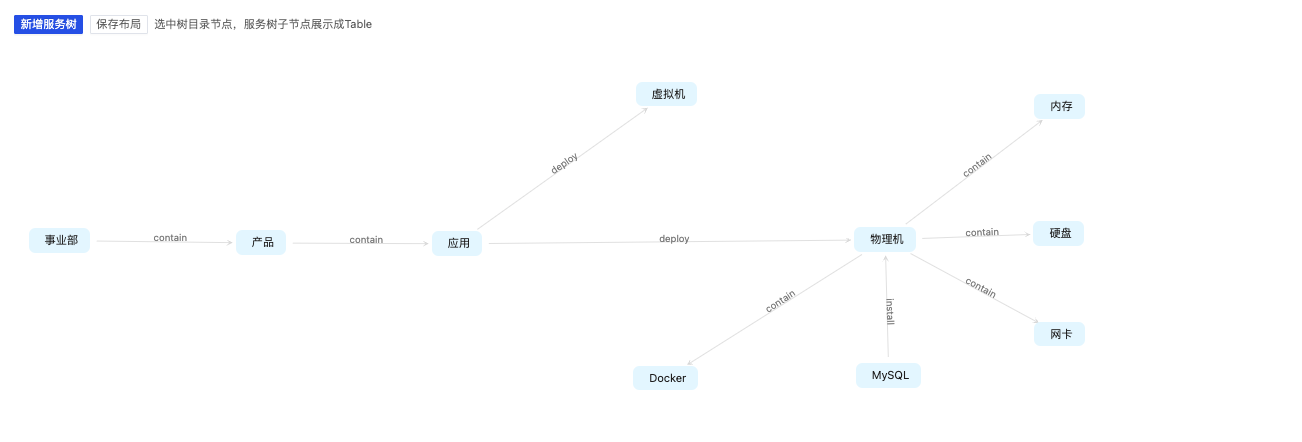 新增服务树 保存布局 选中树目录节点，服务树子节点展示成Table
虚拟机
内存
deploy
contain
事业部
contain
产品
contain
应用
deploy
物理机
contain
硬盘
contain
install
contain
网卡
Docker
MySQL